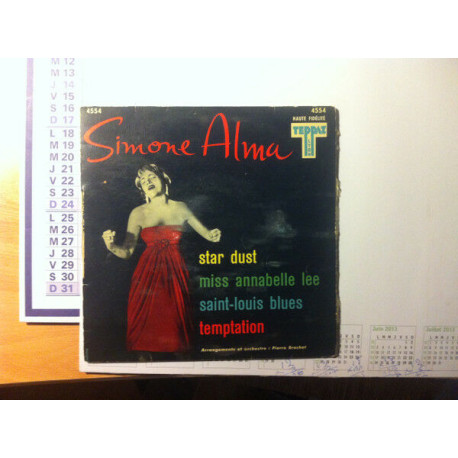 M 12
M 13
J 14
V 15
S 16
D 17
L 18
M 19
M 20
J 21
V 22
S 23
D 24
L 25
M 26
M 27
J 28
V 29
S 30
D 31
4554
4554
HAUTE FIDÉLITÉ
TEPPAZ
Simone Alma
star dust
miss annabelle lee
saint-louis blues
temptation
Arrangements et orchestre : Pierre Brachet
Juin 2013
Juillet 2013